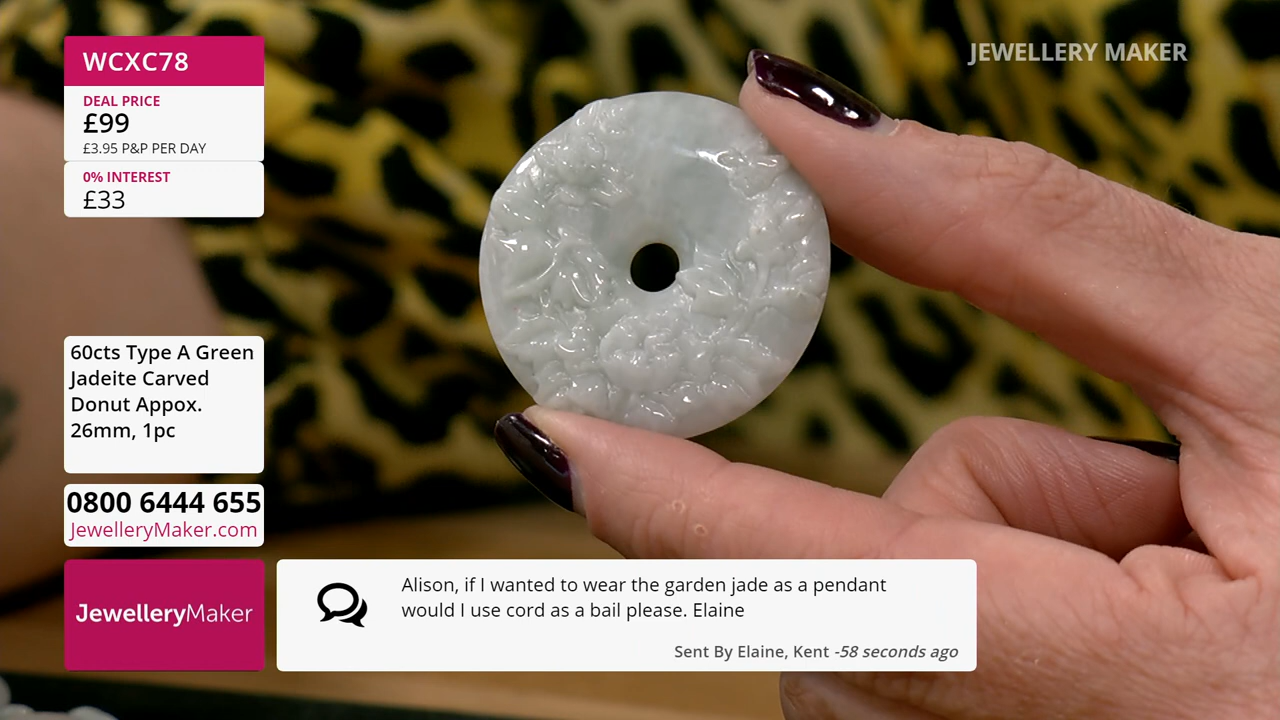 WCXC78
DEAL PRICE
£99
£3.95 P&P PER DAY
0% INTEREST
£33
60cts Type A Green
Jadeite Carved
Donut Appox.
26mm, 1pc
0800 6444 655
JewelleryMaker.com
JewelleryMaker
Alison, if I wanted to wear the garden jade as a pendant
would I use cord as a bail please. Elaine
Sent By Elaine, Kent -58 seconds ago
JEWELLERY MAKER